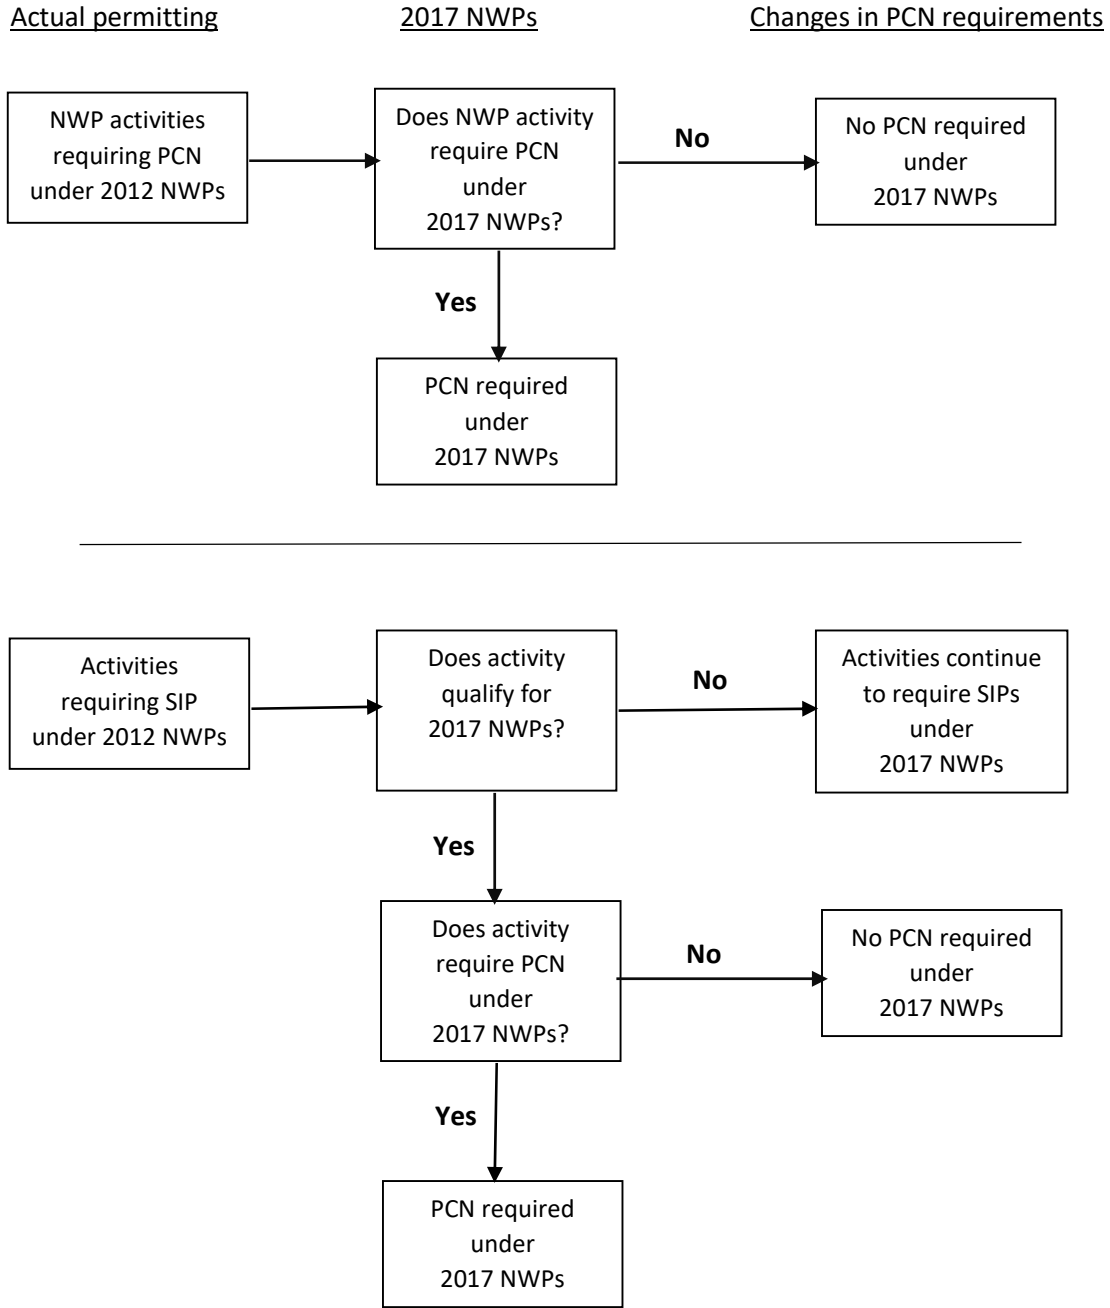 Actual permitting
2017 NWPs
Changes in PCN requirements
NWP activities
requiring PCN
under 2012 NWPs
Does NWP activity
require PCN
under
2017 NWPs?
No
No PCN required
under
2017 NWPs
Yes
PCN required
under
2017 NWPs
Activities
requiring SIP
under 2012 NWPs
Does activity
qualify for
2017 NWPs?
No
Activities continue
to require SIPs
under
2017 NWPs
Yes
Does activity
require PCN
under
2017 NWPs?
No
No PCN required
under
2017 NWPs
Yes
PCN required
under
2017 NWPs